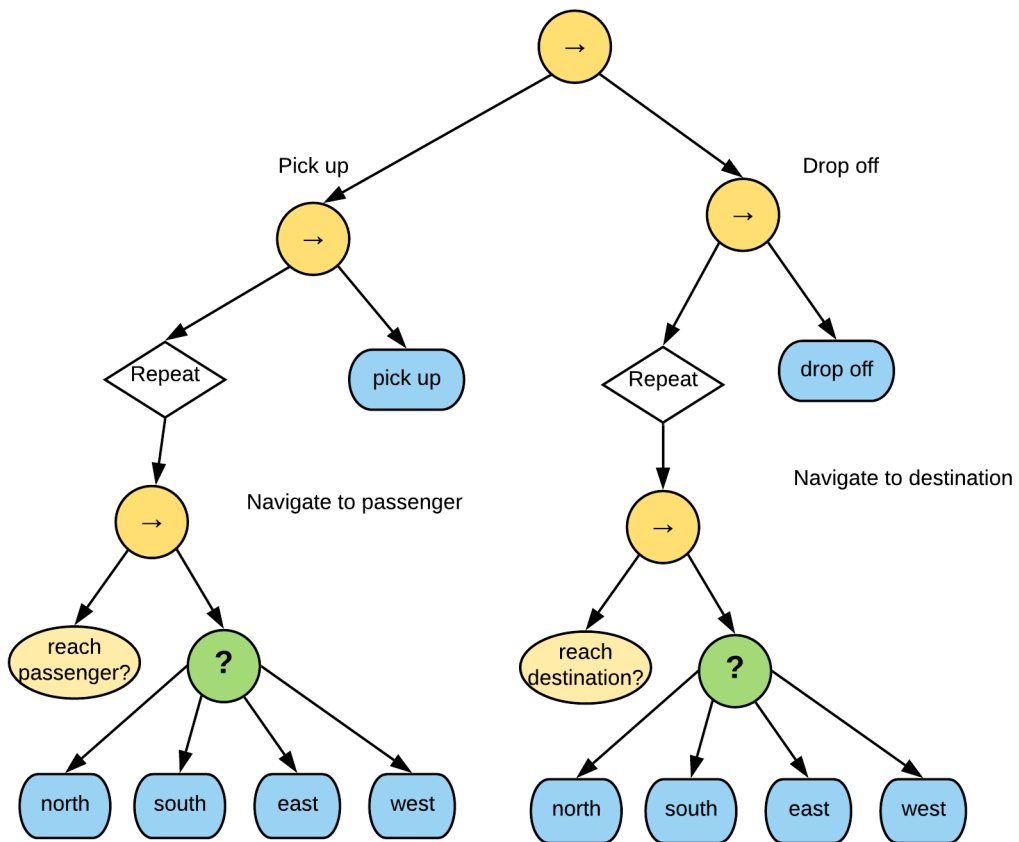 →
Pick up
Drop off
→
→
Repeat
pick up
Repeat
drop off
Navigate to passenger
Navigate to destination
→
→
reach
passenger?
?
reach
destination?
?
north
south
east
west
north
south
east
west